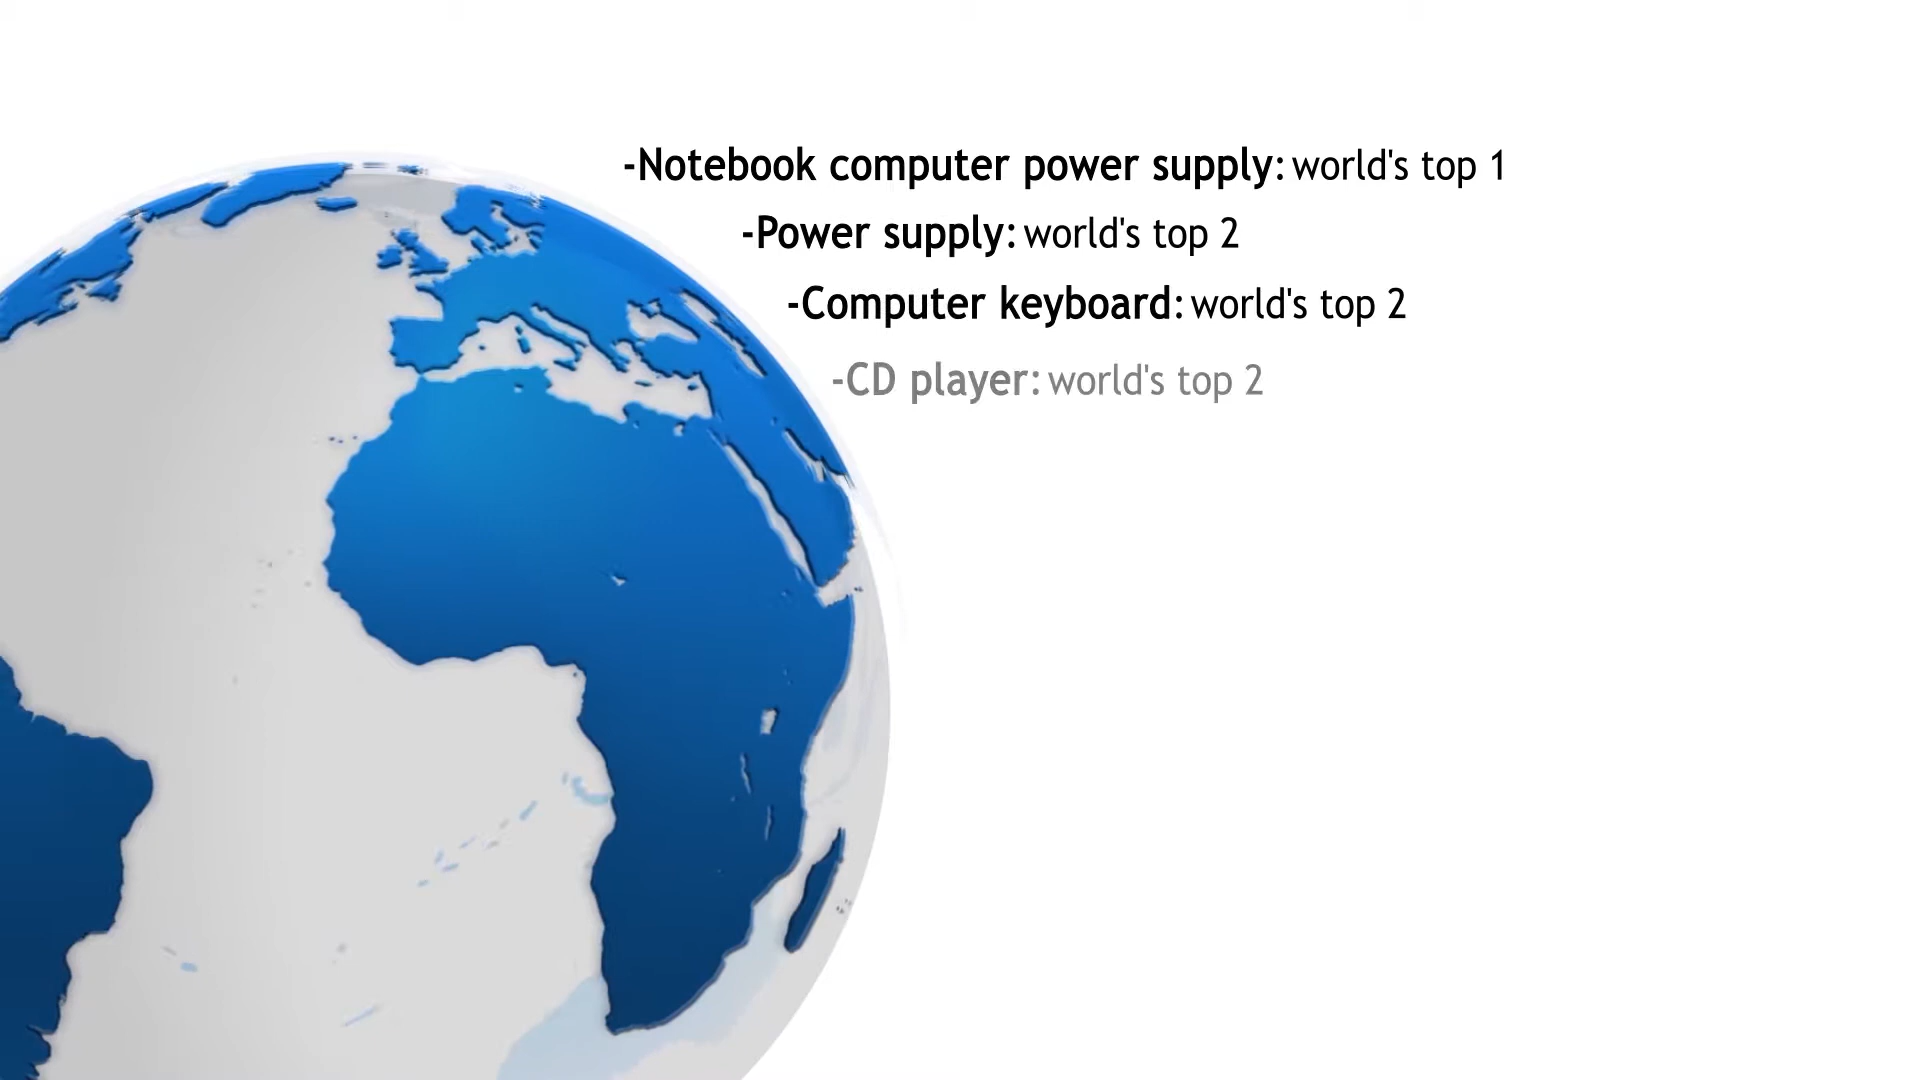 -Notebook computer power supply: world's top 1
-Power supply: world's top 2
-Computer keyboard: world's top 2
-CD player: world's top 2